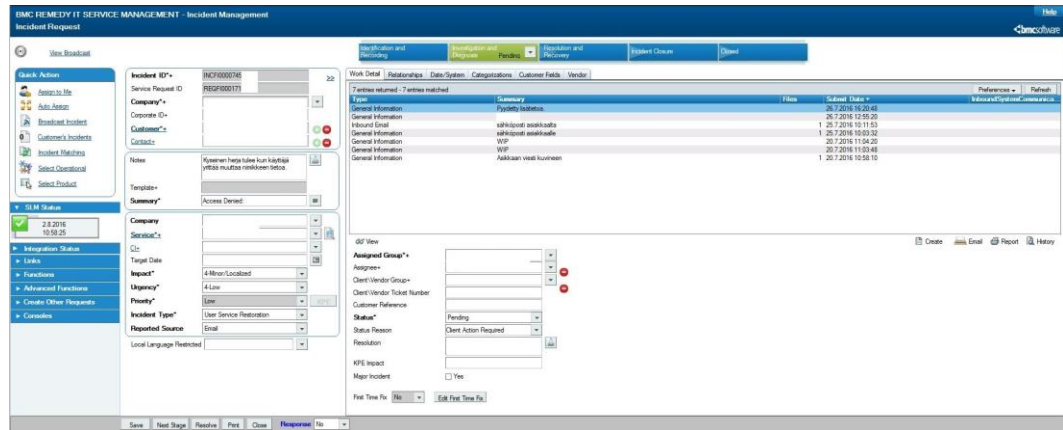 BMC REMEDY IT SERVICE MANAGEMENT - Incident Management
Help
Incident Request
bmcsoftware
View Broadcast
Identification and Recording
Investigation and Diagnosis
Pending
Resolution and Recovery
Incident Closure
Closed
Quick Action
Assign to Me
Auto Assign
Broadcast Incident
Customer's Incidents
Incident Matching
Select Operational
Select Product
SLM Status
2.8.2016
10:58:25
Integration Status
Links
Functions
Advanced Functions
Create Other Requests
Consoles
Incident ID*+ INCFI0000745 >>
Service Request ID REQFI000171
Company*+
Corporate ID+
Customer*+
Contact+
Notes Kyseinen herja tulee kun käyttäjä
yrittää muuttaa nimikkeen tietoa.
Template+
Summary* Access Denied
Company
Service*+
CI+
Target Date
Impact* 4-Minor/Localized
Urgency* 4-Low
Priority* Low KPE
Incident Type* User Service Restoration
Reported Source Email
Local Language Restricted
Work Detail Relationships Date/System Categorizations Customer Fields Vendor
7 entries returned - 7 entries matched Preferences Refresh
Type Summary Files Submit Date InboundSystemCommunica...
General Information Pyydetty lisätietoa. 26.7.2016 16:20:48
General Information 26.7.2016 12:55:20
Inbound Email sähköposti asiakkaalta 1 25.7.2016 10:11:53
General Information sähköposti asiakkaalle 1 25.7.2016 10:03:32
General Information WIP 20.7.2016 11:04:20
General Information WIP 20.7.2016 11:03:48
General Information Asikkaan viesti kuvineen 1 20.7.2016 10:58:10
View
Create Email Report History
Assigned Group*+
Assignee+
Client\Vendor Group+
Client\Vendor Ticket Number
Customer Reference
Status* Pending
Status Reason Client Action Required
Resolution
KPE Impact
Major Incident Yes
First Time Fix No Edit First Time Fix
Save Next Stage Resolve Print Close Response No